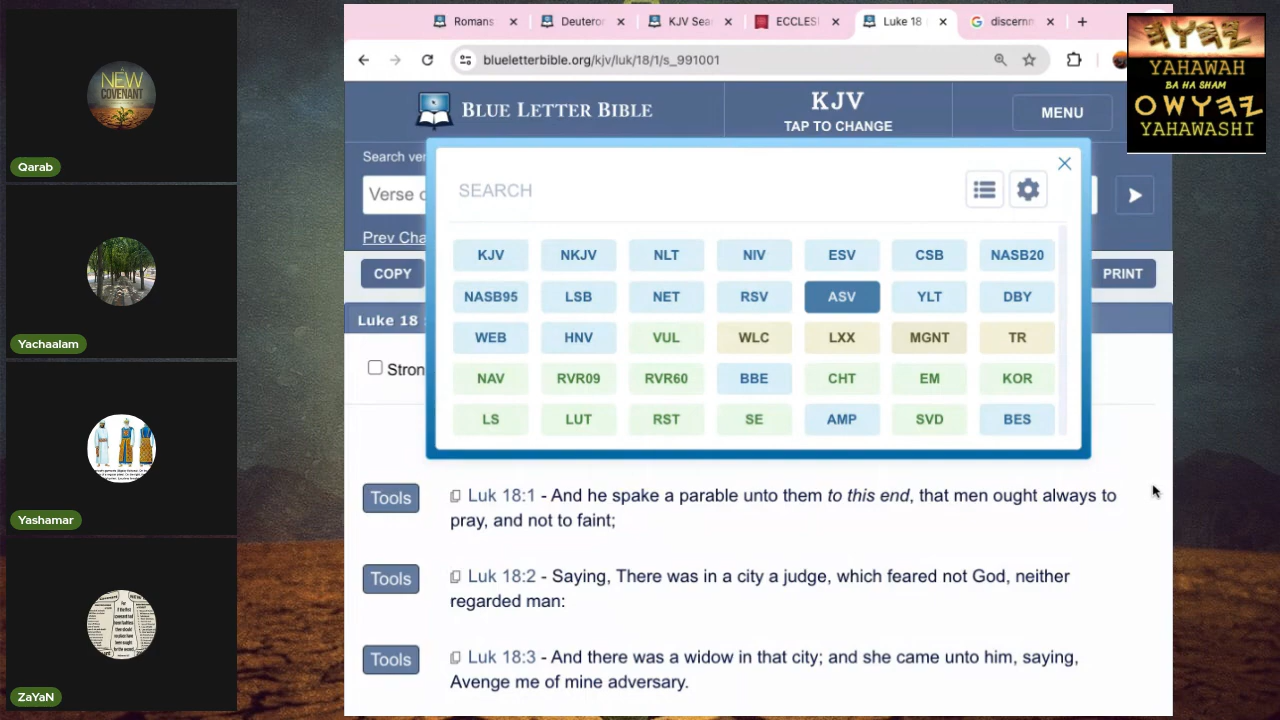 Romans
Deuteron
KJV Sea
ECCLES
Luke 18
discernm
blueletterbible.org/kjv/luk/18/1/s_991001
BLUE LETTER BIBLE
KJV
TAP TO CHANGE
MENU
Search ver
Verse o
Prev Cha
COPY
PRINT
Luke 18
Stron
SEARCH
KJV NKJV NLT NIV ESV CSB NASB20
NASB95 LSB NET RSV ASV YLT DBY
WEB HNV VUL WLC LXX MGNT TR
NAV RVR09 RVR60 BBE CHT EM KOR
LS LUT RST SE AMP SVD BES
Tools
Luk 18:1 - And he spake a parable unto them to this end, that men ought always to
pray, and not to faint;
Tools
Luk 18:2 - Saying, There was in a city a judge, which feared not God, neither
regarded man:
Tools
Luk 18:3 - And there was a widow in that city; and she came unto him, saying,
Avenge me of mine adversary.
YAHAWAH
BA HA SHAM
YAHAWASHI
NEW
COVENANT
Qarab
Yachaalam
Yashamar
ZaYaN